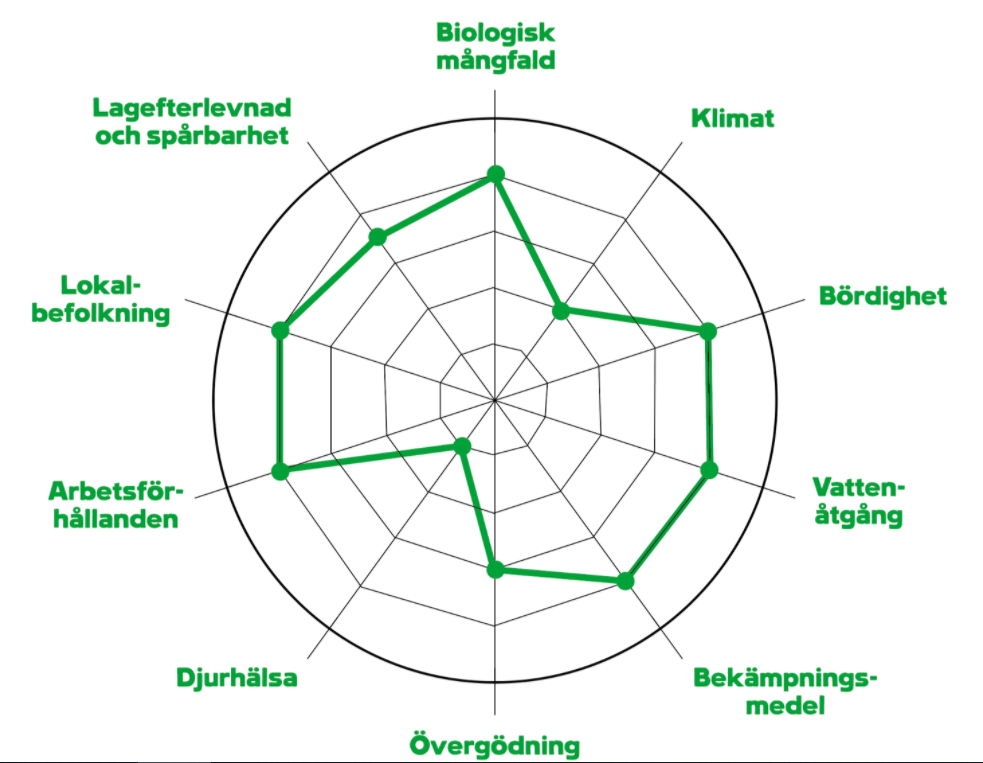 Biologisk
mångfald
Klimat
Lagefterlevnad
och spårbarhet
Lokal-
befolkning
Bördighet
Arbetsför-
hållanden
Vatten-
åtgång
Djurhälsa
Bekämpnings-
medel
Övergödning